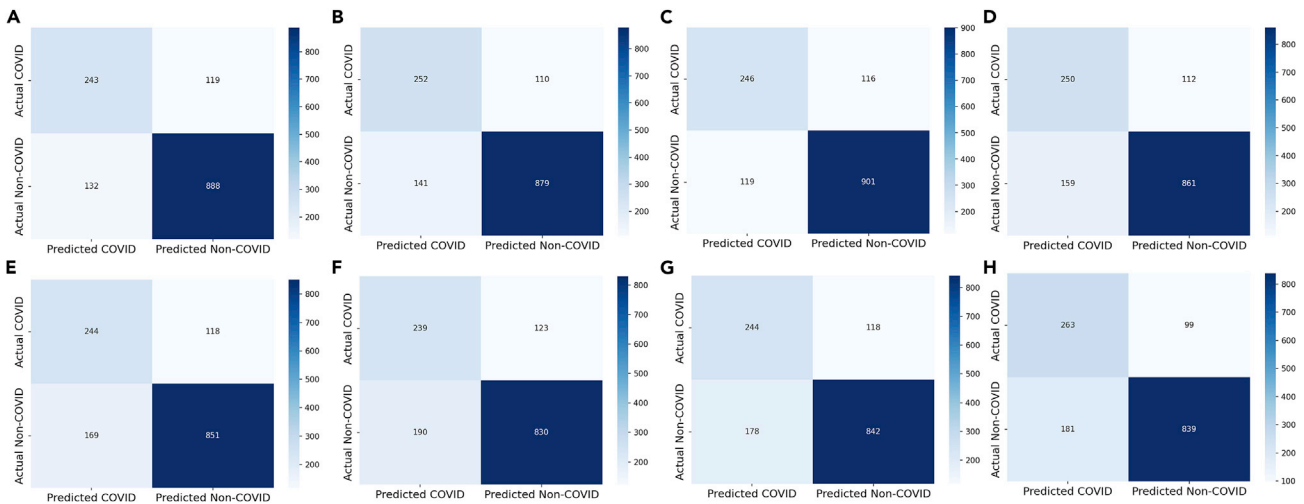 A
Actual COVID
Actual Non-COVID
243
119
132
888
Predicted COVID
Predicted Non-COVID
800
700
600
500
400
300
200
B
Actual COVID
Actual Non-COVID
252
110
141
879
Predicted COVID
Predicted Non-COVID
800
700
600
500
400
300
200
C
Actual COVID
Actual Non-COVID
246
116
119
901
Predicted COVID
Predicted Non-COVID
900
800
700
600
500
400
300
200
D
Actual COVID
Actual Non-COVID
250
112
159
861
Predicted COVID
Predicted Non-COVID
800
700
600
500
400
300
200
E
Actual COVID
Actual Non-COVID
244
118
169
851
Predicted COVID
Predicted Non-COVID
800
700
600
500
400
300
200
F
Actual COVID
Actual Non-COVID
239
123
190
830
Predicted COVID
Predicted Non-COVID
800
700
600
500
400
300
200
G
Actual COVID
Actual Non-COVID
244
118
178
842
Predicted COVID
Predicted Non-COVID
800
700
600
500
400
300
200
H
Actual COVID
Actual Non-COVID
263
99
181
839
Predicted COVID
Predicted Non-COVID
800
700
600
500
400
300
200
100